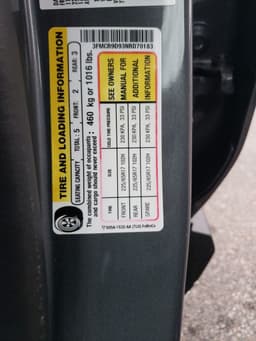 3FMCR9D93NRD70183
TIRE AND LOADING INFORMATION
SEATING CAPACITY TOTAL: 5 FRONT: 2 REAR: 3
The combined weight of occupants and cargo should never exceed: 460 kg or 1016 lbs.
TIRE SIZE COLD TIRE PRESSURE
FRONT 225/65R17 102H 230 KPA, 33 PSI
REAR 225/65R17 102H 230 KPA, 33 PSI
SPARE 225/65R17 102H 230 KPA, 33 PSI
SEE OWNERS
MANUAL FOR
ADDITIONAL
INFORMATION